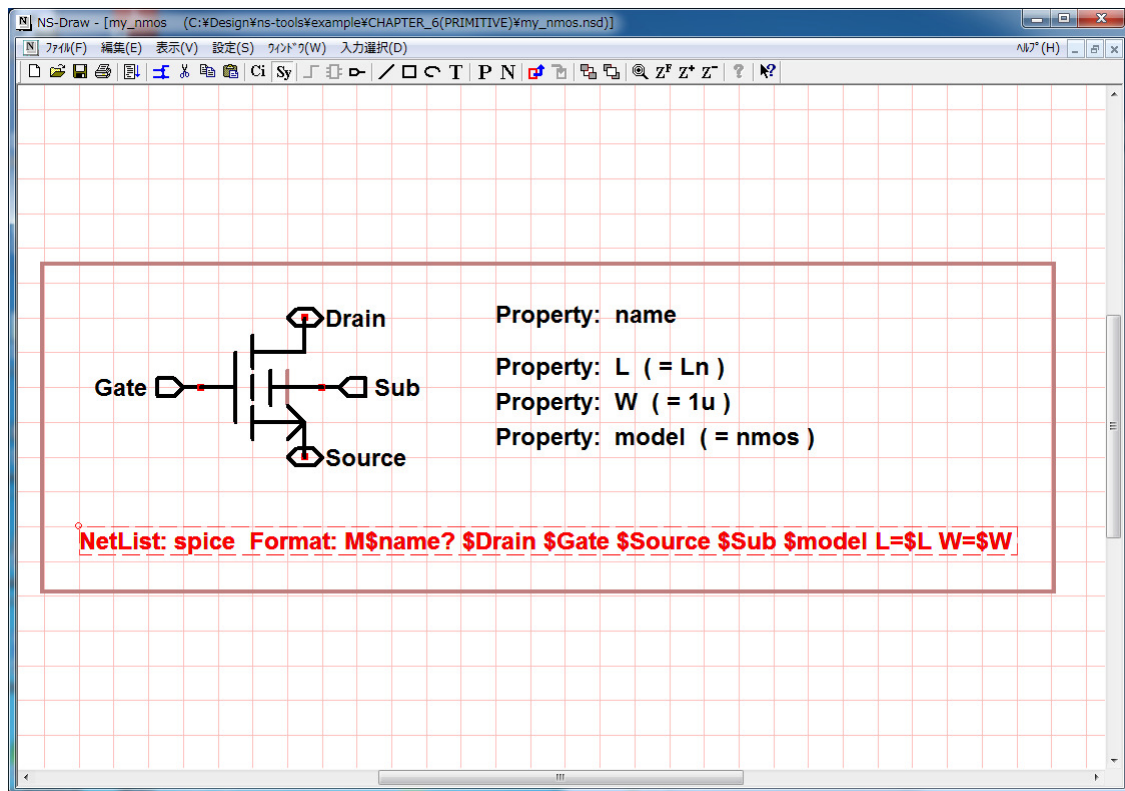 NS-Draw - [my_nmos (C:¥Design¥ns-tools¥example¥CHAPTER_6(PRIMITIVE)¥my_nmos.nsd)]
ﾌｧｲﾙ(F) 編集(E) 表示(V) 設定(S) ｳｨﾝﾄﾞｳ(W) 入力選択(D) ﾍﾙﾌﾟ(H)
Ci Sy T P N ZF Z+ Z- ? ?
Drain
Gate
Sub
Source
Property: name
Property: L ( = Ln )
Property: W ( = 1u )
Property: model ( = nmos )
NetList: spice Format: M$name? $Drain $Gate $Source $Sub $model L=$L W=$W